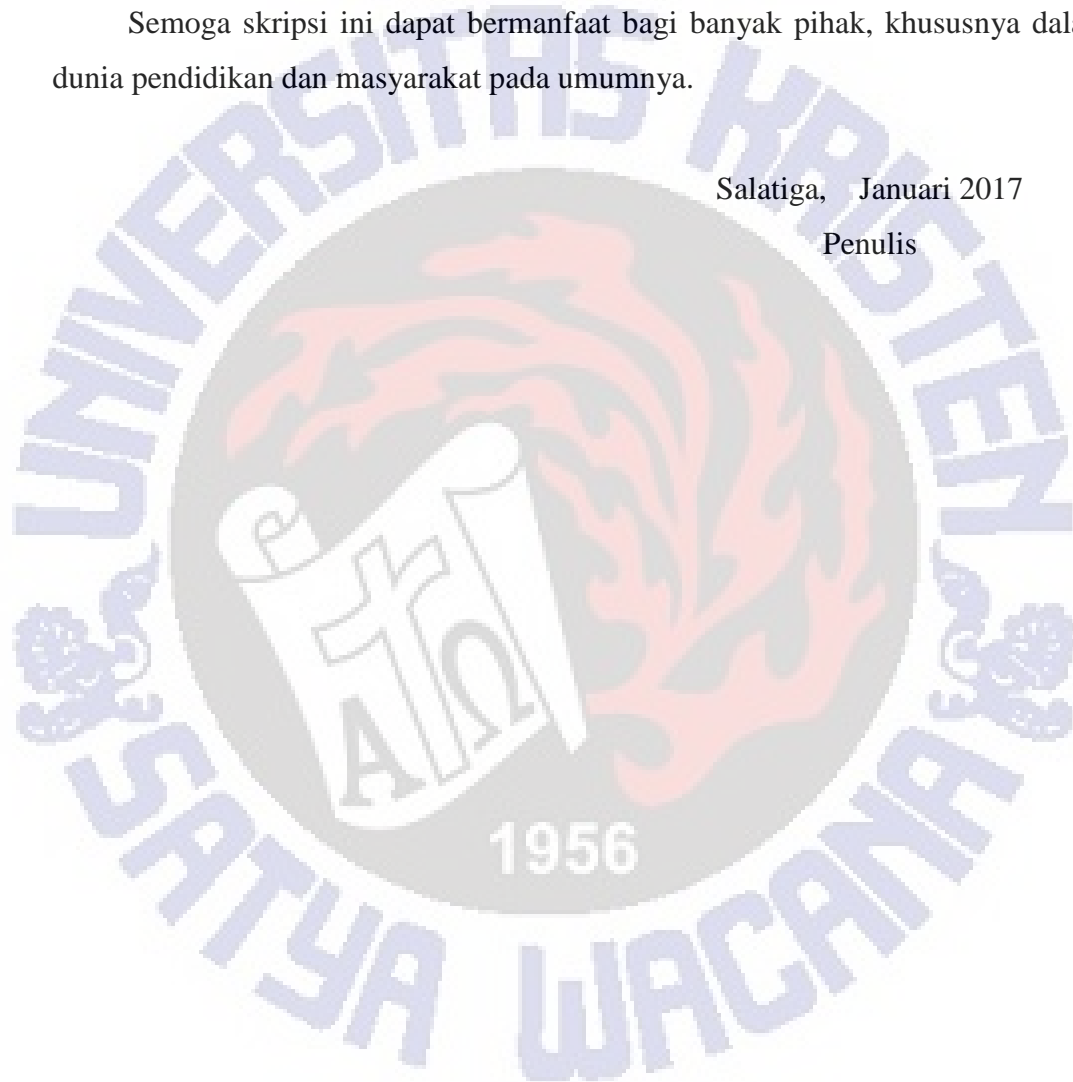 Semoga skripsi ini dapat bermanfaat bagi banyak pihak, khususnya
dunia pendidikan dan masyarakat pada umumnya.
Salatiga, Januari 2017
Penulis
UNIVERSITAS KRISTEN
Α Ω
1956
SATYA WACANA